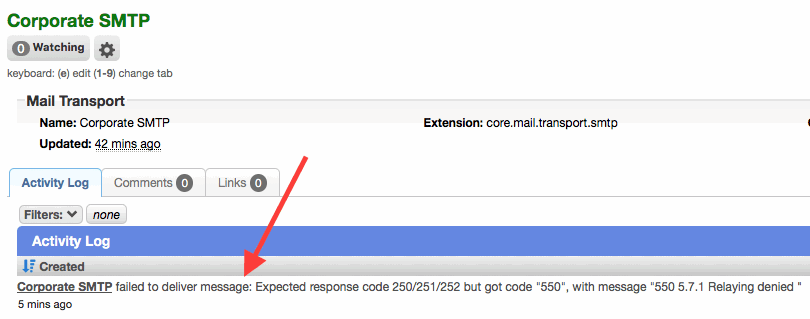 Corporate SMTP
0 Watching
keyboard: (e) edit (1-9) change tab
Mail Transport
Name: Corporate SMTP Extension: core.mail.transport.smtp
Updated: 42 mins ago
Activity Log Comments 0 Links 0
Filters: none
Activity Log
Created
Corporate SMTP failed to deliver message: Expected response code 250/251/252 but got code "550", with message "550 5.7.1 Relaying denied "
5 mins ago